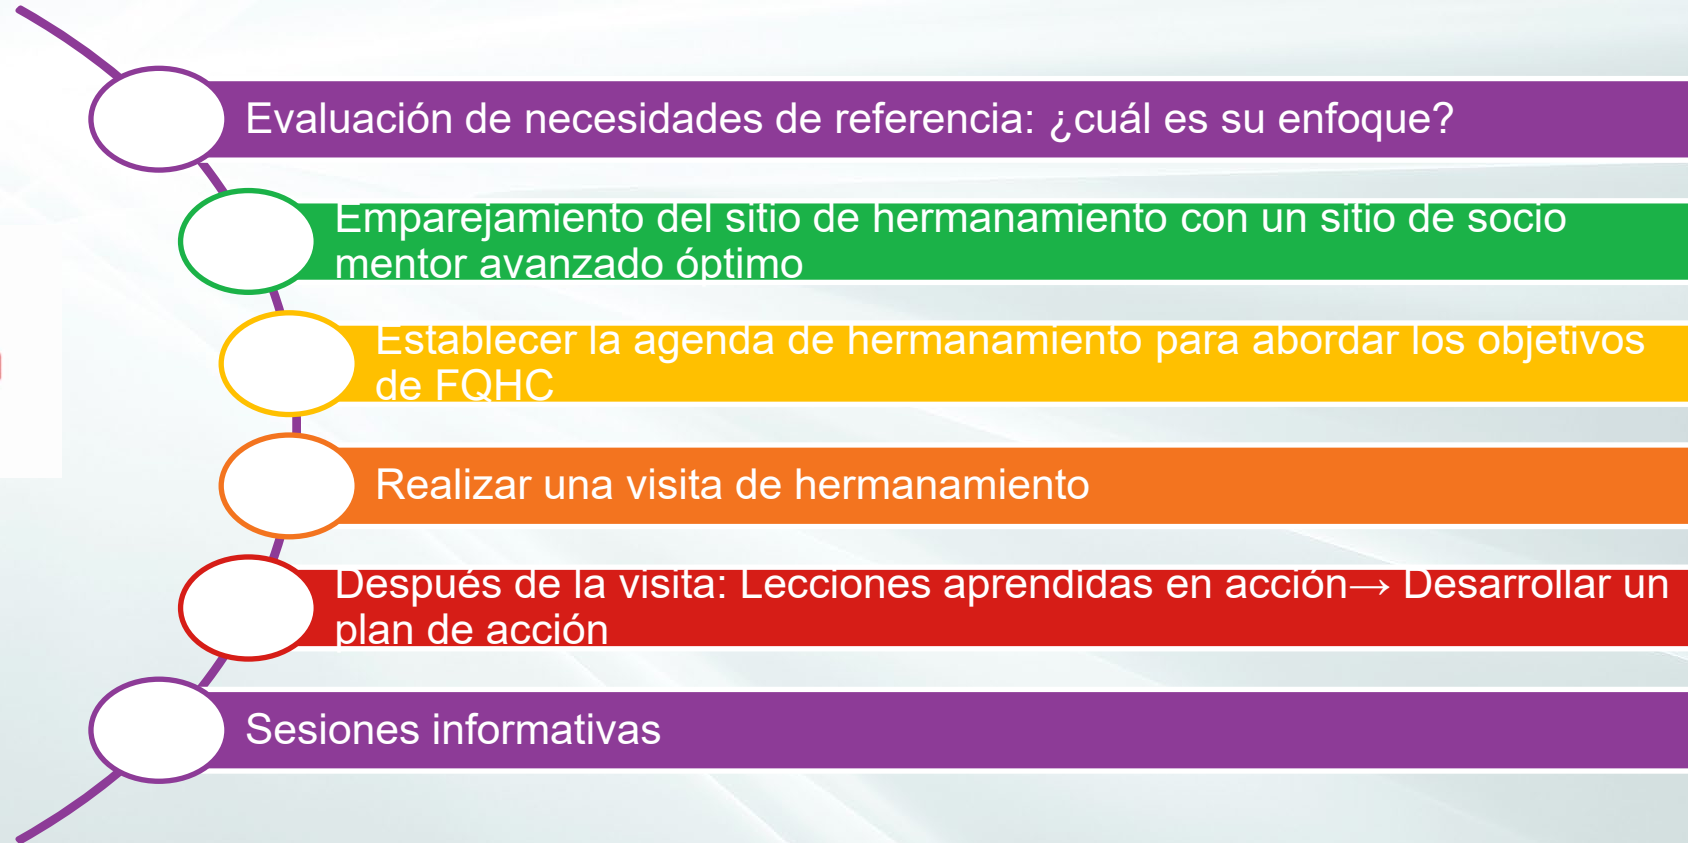 Evaluación de necesidades de referencia: ¿cuál es su enfoque?
Emparejamiento del sitio de hermanamiento con un sitio de socio
mentor avanzado óptimo
Establecer la agenda de hermanamiento para abordar los objetivos
de FQHC
Realizar una visita de hermanamiento
Después de la visita: Lecciones aprendidas en acción→ Desarrollar un
plan de acción
Sesiones informativas